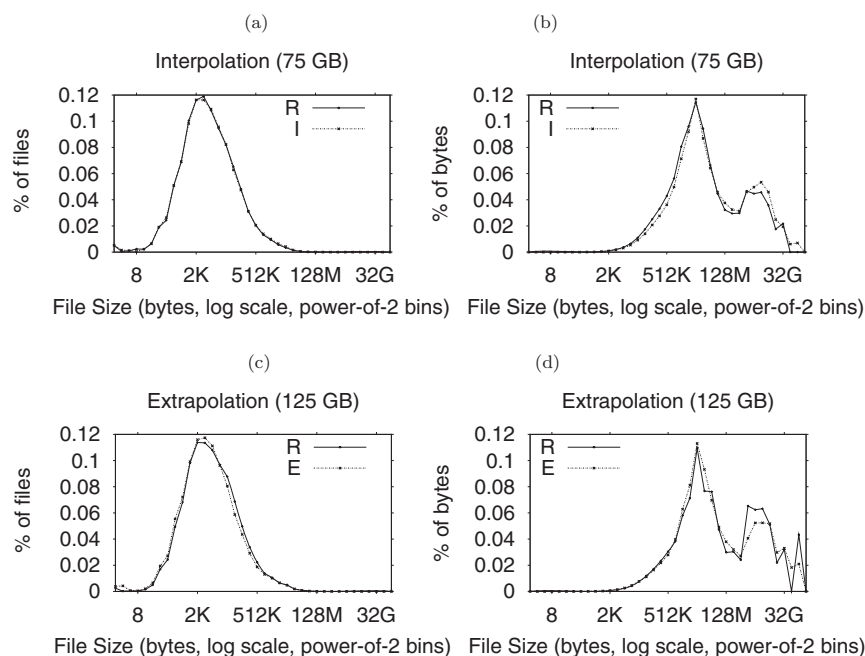 (a)
Interpolation (75 GB)
% of files
0.12
0.1
0.08
0.06
0.04
0.02
0
R
I
8 2K 512K 128M 32G
File Size (bytes, log scale, power-of-2 bins)
(b)
Interpolation (75 GB)
% of bytes
0.12
0.1
0.08
0.06
0.04
0.02
0
R
I
8 2K 512K 128M 32G
File Size (bytes, log scale, power-of-2 bins)
(c)
Extrapolation (125 GB)
% of files
0.12
0.1
0.08
0.06
0.04
0.02
0
R
E
8 2K 512K 128M 32G
File Size (bytes, log scale, power-of-2 bins)
(d)
Extrapolation (125 GB)
% of bytes
0.12
0.1
0.08
0.06
0.04
0.02
0
R
E
8 2K 512K 128M 32G
File Size (bytes, log scale, power-of-2 bins)